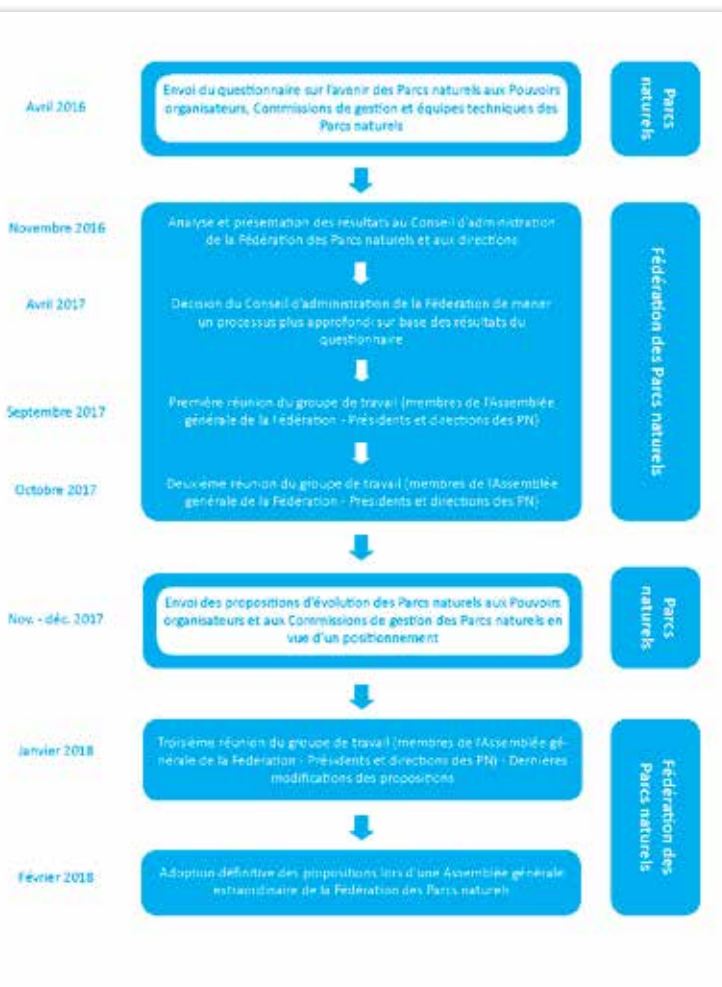 Avril 2016
Envoi du questionnaire sur l'avenir des Parcs naturels aux Pouvoirs
organisateurs, Commissions de gestion et équipes techniques des
Parcs naturels
Parcs
naturels
Novembre 2016
Analyse et présentation des résultats au Conseil d'administration
de la Fédération des Parcs naturels et aux directions
Avril 2017
Décision du Conseil d'administration de la Fédération de mener
un processus plus approfondi sur base des résultats du
questionnaire
Septembre 2017
Première réunion du groupe de travail (membres de l'Assemblée
générale de la Fédération - Présidents et directions des PN)
Octobre 2017
Deuxième réunion du groupe de travail (membres de l'Assemblée
générale de la Fédération - Présidents et directions des PN)
Fédération des Parcs naturels
Nov. - déc. 2017
Envoi des propositions d'évolution des Parcs naturels aux Pouvoirs
organisateurs et aux Commissions de gestion des Parcs naturels en
vue d'un positionnement
Parcs
naturels
Janvier 2018
Troisième réunion du groupe de travail (membres de l'Assemblée gé-
nérale de la Fédération - Présidents et directions des PN) - Dernières
modifications des propositions
Février 2018
Adoption définitive des propositions lors d'une Assemblée générale
extraordinaire de la Fédération des Parcs naturels
Fédération des
Parcs naturels